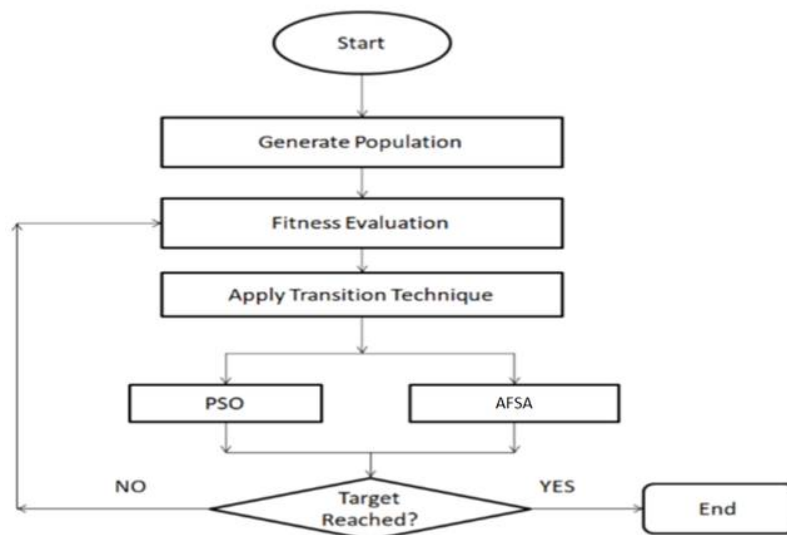 Start
Generate Population
Fitness Evaluation
Apply Transition Technique
PSO
AFSA
NO
Target
Reached?
YES
End